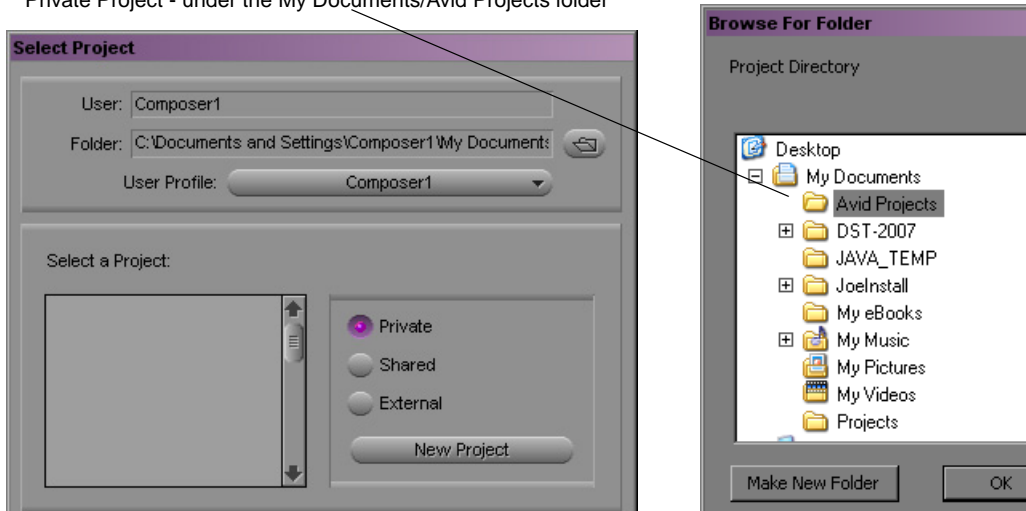 Private Project - under the My Documents/Avid Projects folder
Select Project
User: Composer1
Folder: C:\Documents and Settings\Composer1\My Documents
User Profile: Composer1
Select a Project:
Private
Shared
External
New Project
Browse For Folder
Project Directory
Desktop
My Documents
Avid Projects
DST-2007
JAVA_TEMP
JoeInstall
My eBooks
My Music
My Pictures
My Videos
Projects
Make New Folder
OK